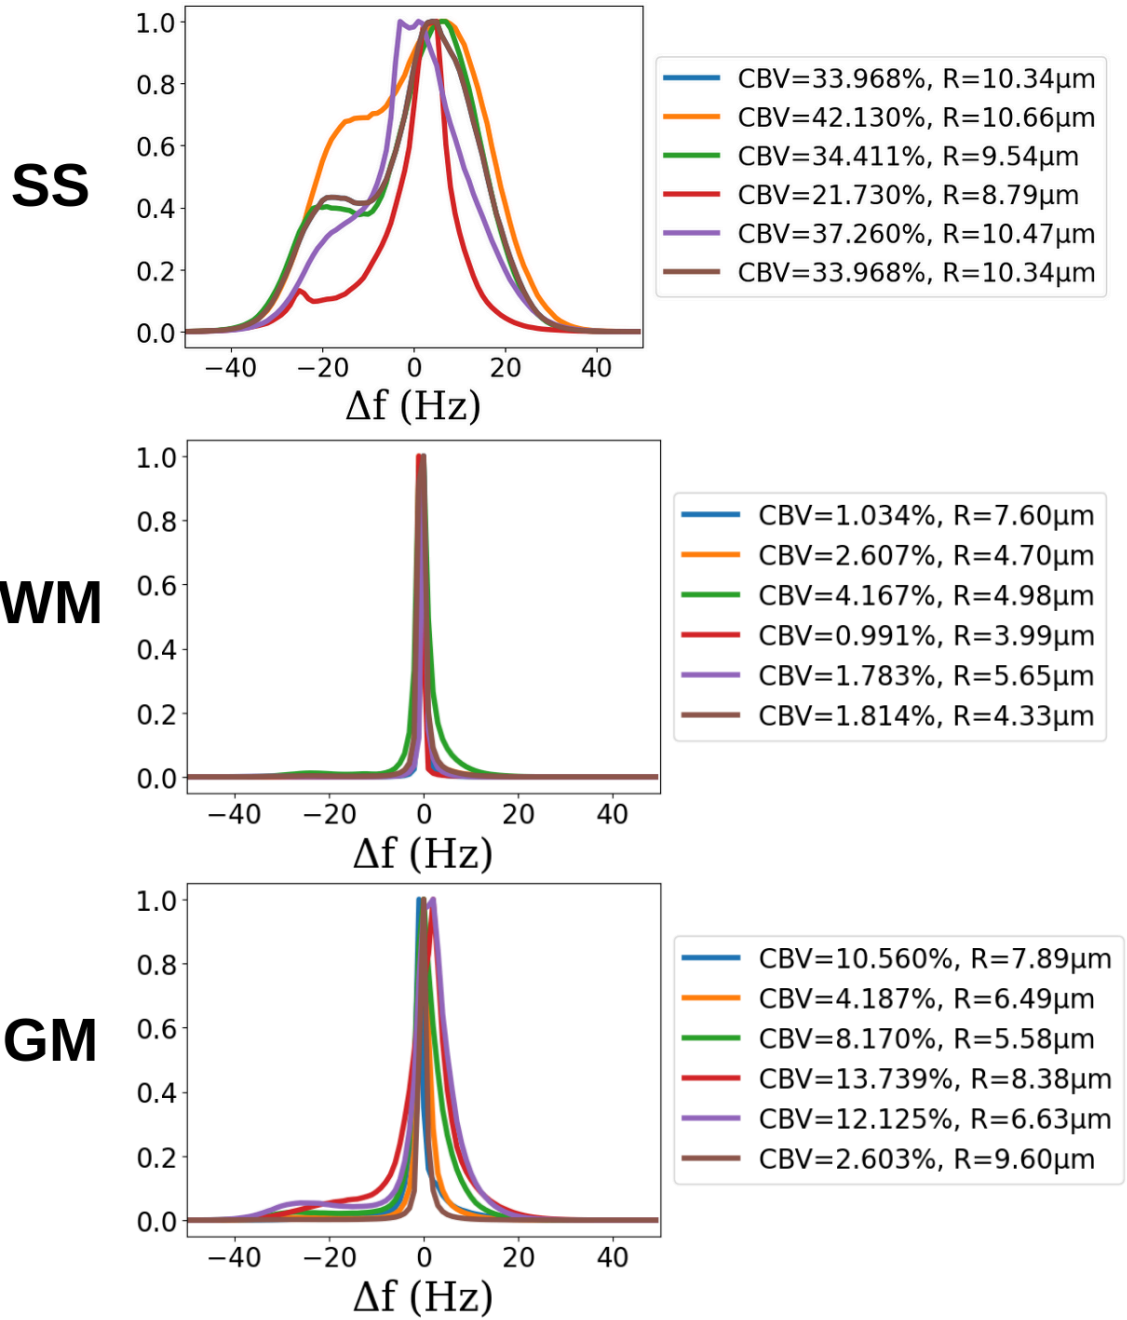 SS
1.0
0.8
0.6
0.4
0.2
0.0
−40 −20 0 20 40
Δf (Hz)
CBV=33.968%, R=10.34μm
CBV=42.130%, R=10.66μm
CBV=34.411%, R=9.54μm
CBV=21.730%, R=8.79μm
CBV=37.260%, R=10.47μm
CBV=33.968%, R=10.34μm
WM
1.0
0.8
0.6
0.4
0.2
0.0
−40 −20 0 20 40
Δf (Hz)
CBV=1.034%, R=7.60μm
CBV=2.607%, R=4.70μm
CBV=4.167%, R=4.98μm
CBV=0.991%, R=3.99μm
CBV=1.783%, R=5.65μm
CBV=1.814%, R=4.33μm
GM
1.0
0.8
0.6
0.4
0.2
0.0
−40 −20 0 20 40
Δf (Hz)
CBV=10.560%, R=7.89μm
CBV=4.187%, R=6.49μm
CBV=8.170%, R=5.58μm
CBV=13.739%, R=8.38μm
CBV=12.125%, R=6.63μm
CBV=2.603%, R=9.60μm